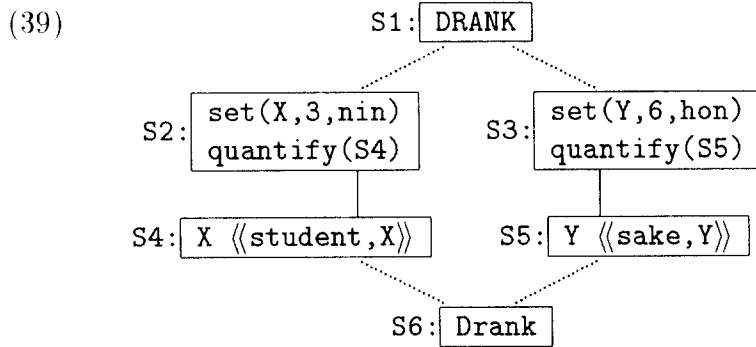 (39)
S1: DRANK
S2: set(X,3,nin)
quantify(S4)
S3: set(Y,6,hon)
quantify(S5)
S4: X ⟪student,X⟫
S5: Y ⟪sake,Y⟫
S6: Drank